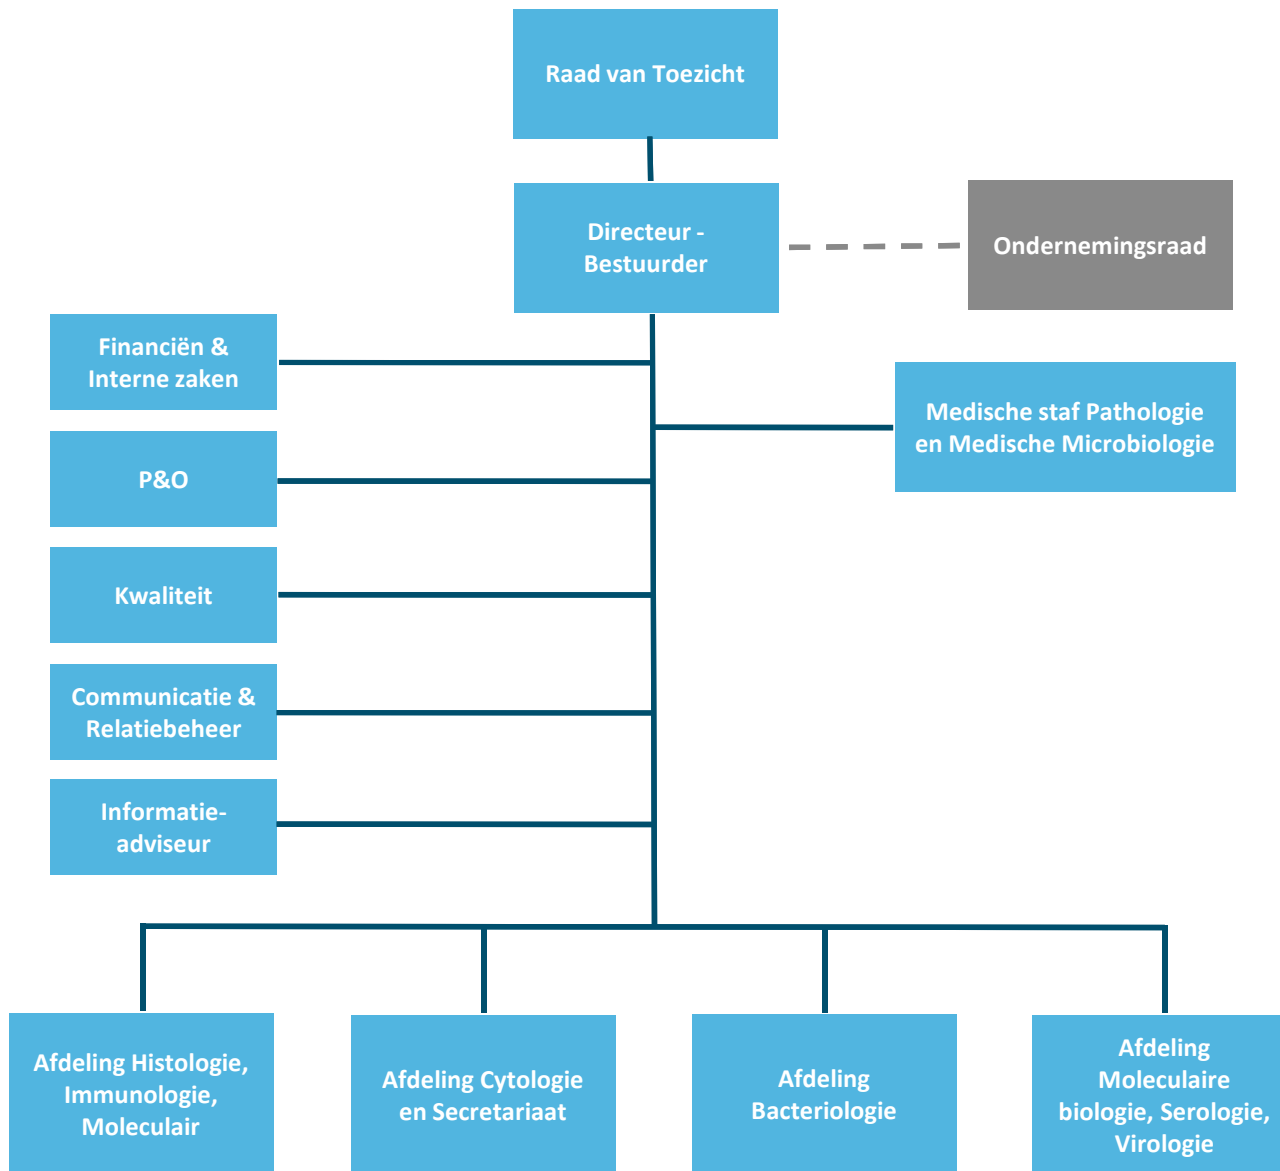 Raad van Toezicht
Directeur -
Bestuurder
Ondernemingsraad
Financiën &
Interne zaken
Medische staf Pathologie
en Medische Microbiologie
P&O
Kwaliteit
Communicatie &
Relatiebeheer
Informatie-
adviseur
Afdeling Histologie,
Immunologie,
Moleculair
Afdeling Cytologie
en Secretariaat
Afdeling
Bacteriologie
Afdeling
Moleculaire
biologie, Serologie,
Virologie